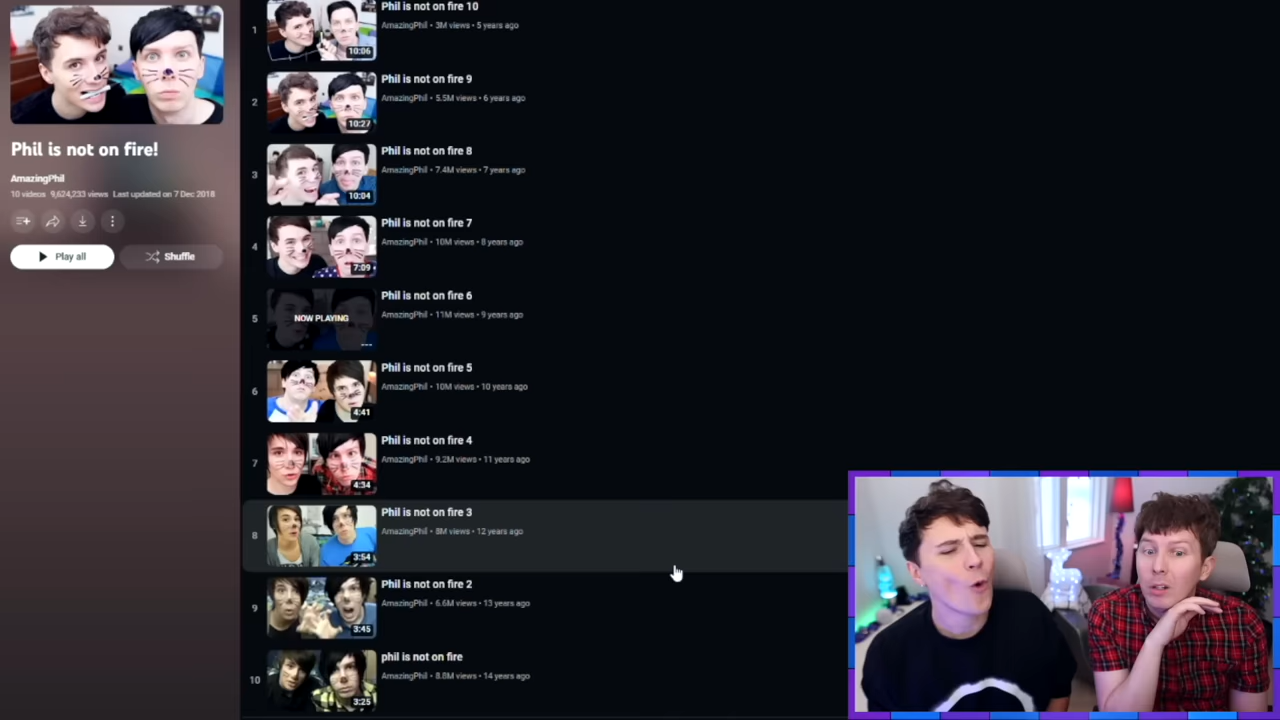 Phil is not on fire!
AmazingPhil
10 videos 9,624,233 views Last updated on 7 Dec 2018
Play all
Shuffle
1
10:06
Phil is not on fire 10
AmazingPhil • 3M views • 5 years ago
2
10:27
Phil is not on fire 9
AmazingPhil • 5.5M views • 6 years ago
3
10:04
Phil is not on fire 8
AmazingPhil • 7.4M views • 7 years ago
4
7:09
Phil is not on fire 7
AmazingPhil • 10M views • 8 years ago
5
NOW PLAYING
Phil is not on fire 6
AmazingPhil • 11M views • 9 years ago
6
4:41
Phil is not on fire 5
AmazingPhil • 10M views • 10 years ago
7
4:34
Phil is not on fire 4
AmazingPhil • 9.2M views • 11 years ago
8
3:54
Phil is not on fire 3
AmazingPhil • 8M views • 12 years ago
9
3:45
Phil is not on fire 2
AmazingPhil • 6.6M views • 13 years ago
10
3:25
phil is not on fire
AmazingPhil • 8.8M views • 14 years ago